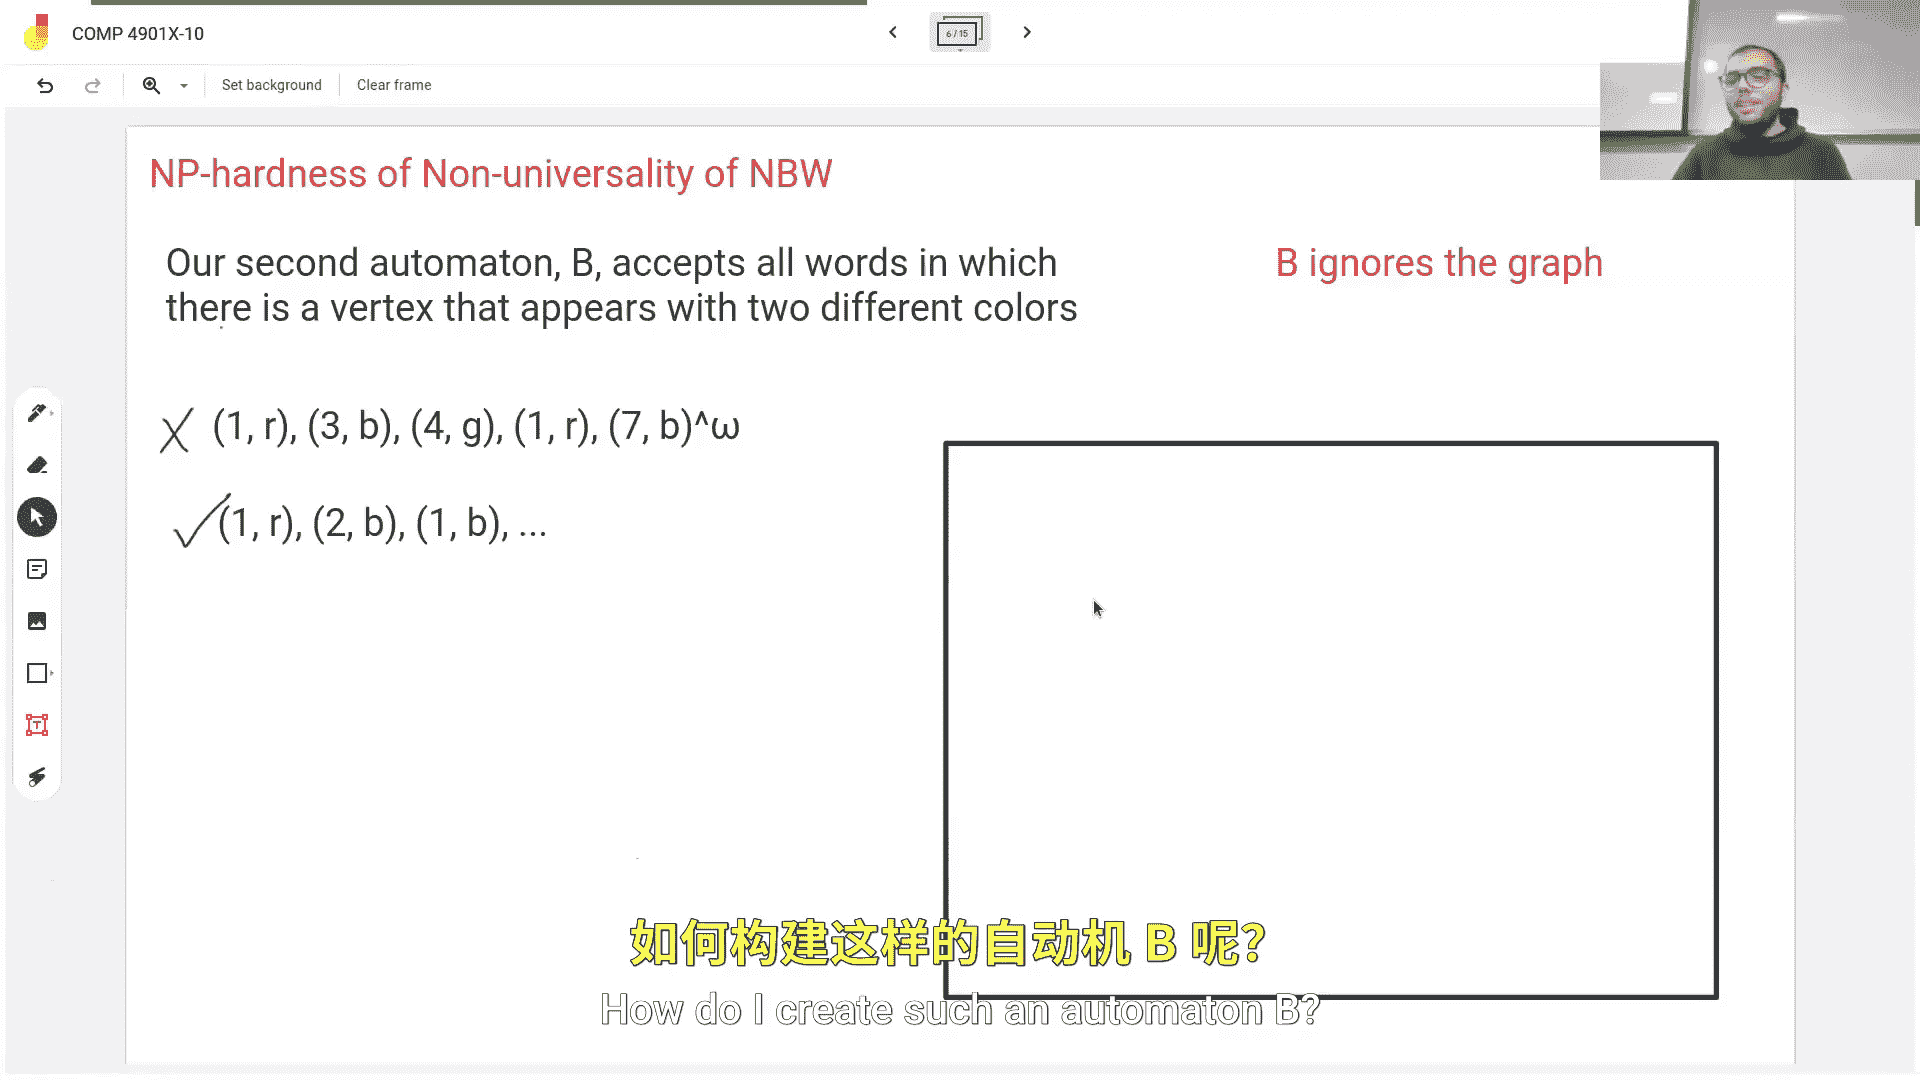 COMP 4901X-10
6 / 15
Set background
Clear frame
NP-hardness of Non-universality of NBW
Our second automaton, B, accepts all words in which
there is a vertex that appears with two different colors
B ignores the graph
(1, r), (3, b), (4, g), (1, r), (7, b)^ω
(1, r), (2, b), (1, b), ...
如何构建这样的自动机 B 呢?
How do I create such an automaton B?